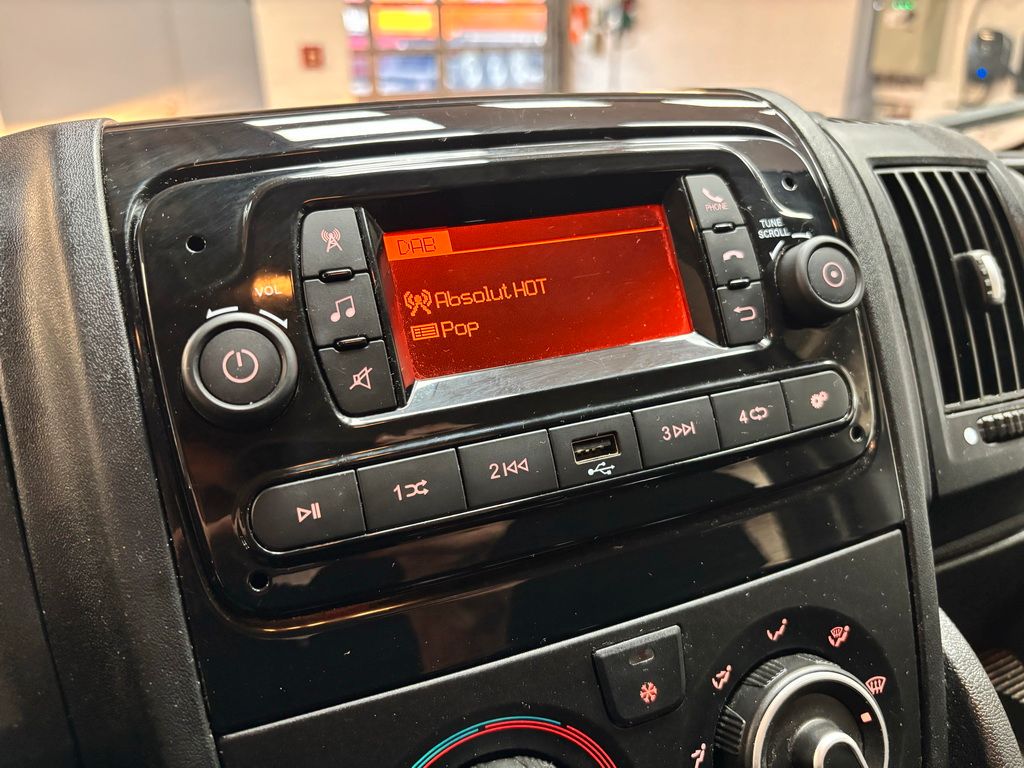 PHONE
TUNE
SCROLL
DAB
VOL
Absolut HOT
Pop
1
2
3
4